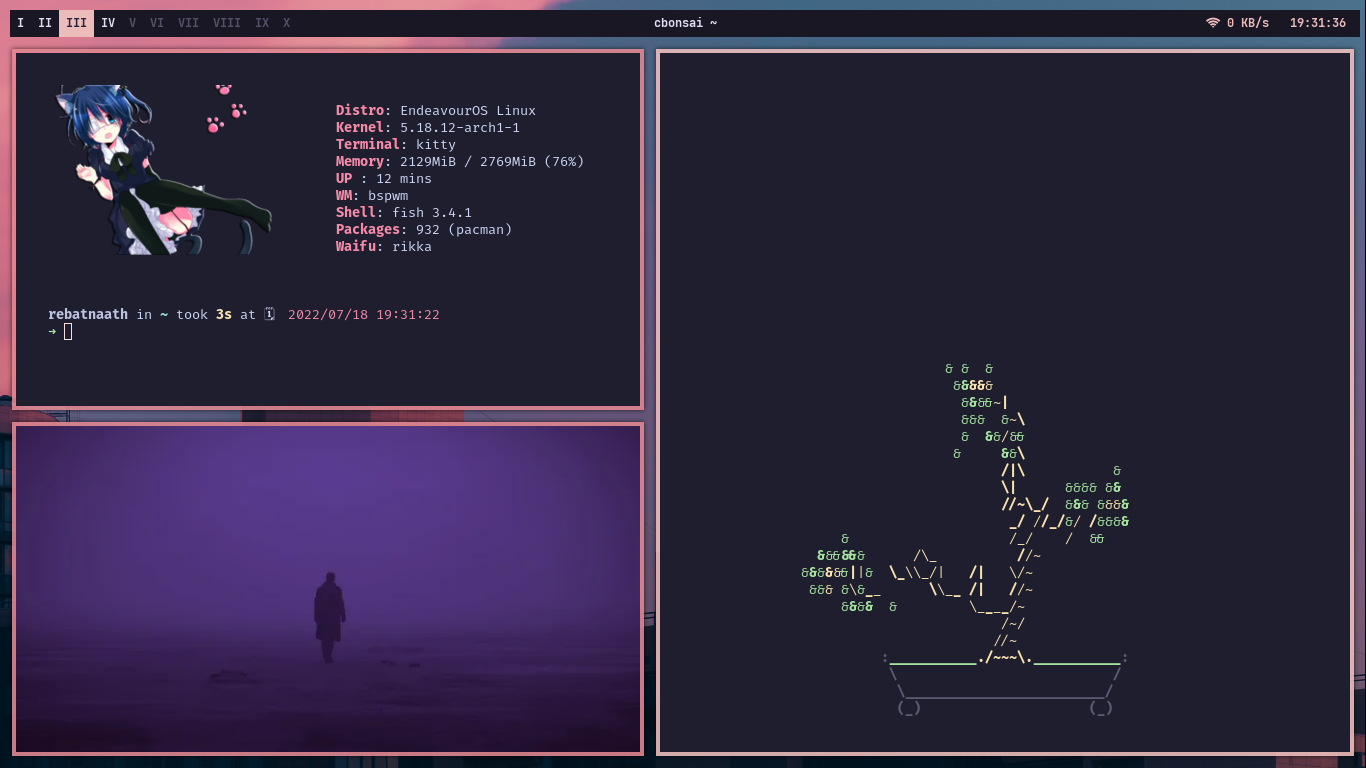 I II III IV V VI VII VIII IX X cbonsai ~ 0 KB/s 19:31:36
Distro: EndeavourOS Linux
Kernel: 5.18.12-arch1-1
Terminal: kitty
Memory: 2129MiB / 2769MiB (76%)
UP : 12 mins
WM: bspwm
Shell: fish 3.4.1
Packages: 932 (pacman)
Waifu: rikka
rebatnaath in ~ took 3s at 2022/07/18 19:31:22
➜